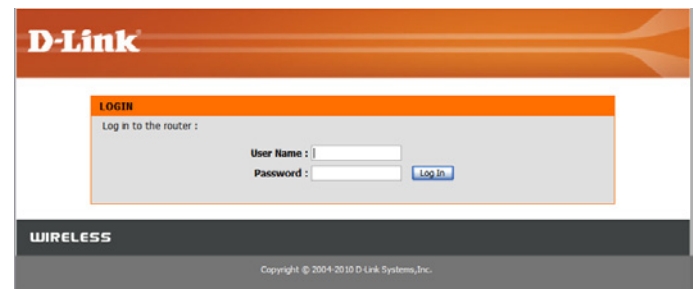 D-Link
LOGIN
Log in to the router :
User Name :
Password :
Log In
WIRELESS
Copyright © 2004-2010 D-Link Systems,Inc.